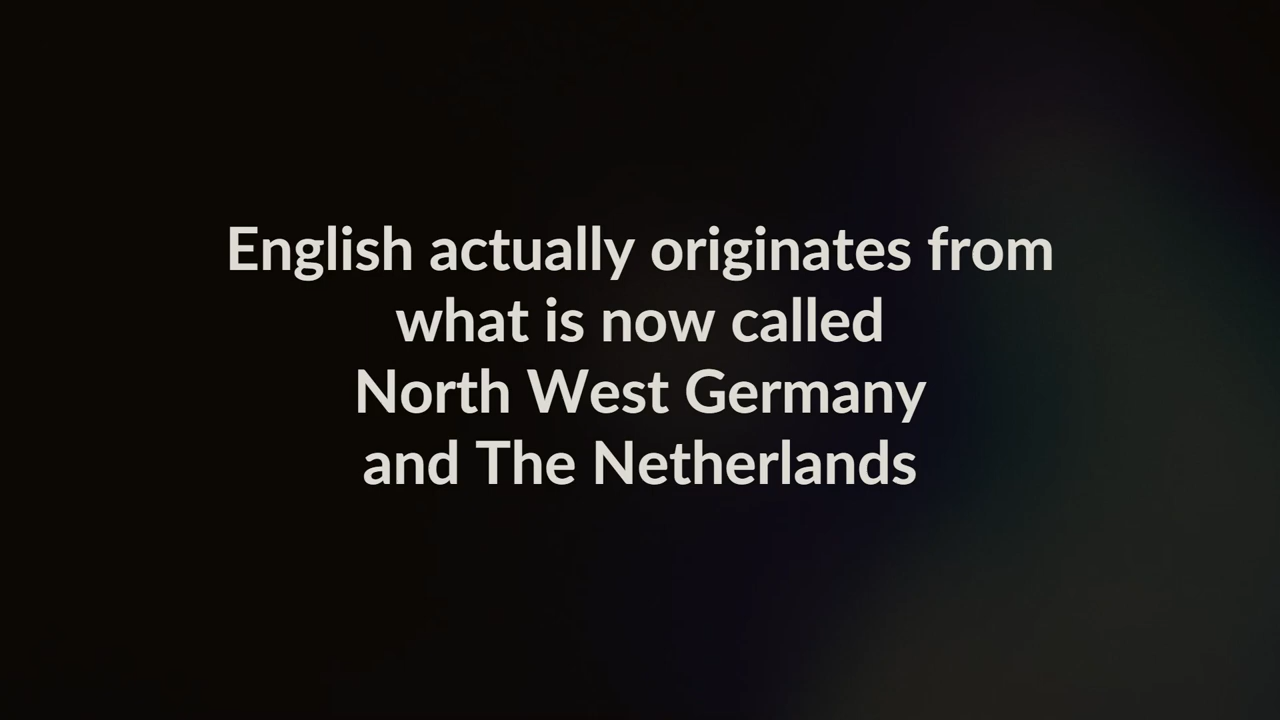 English actually originates from
what is now called
North West Germany
and The Netherlands